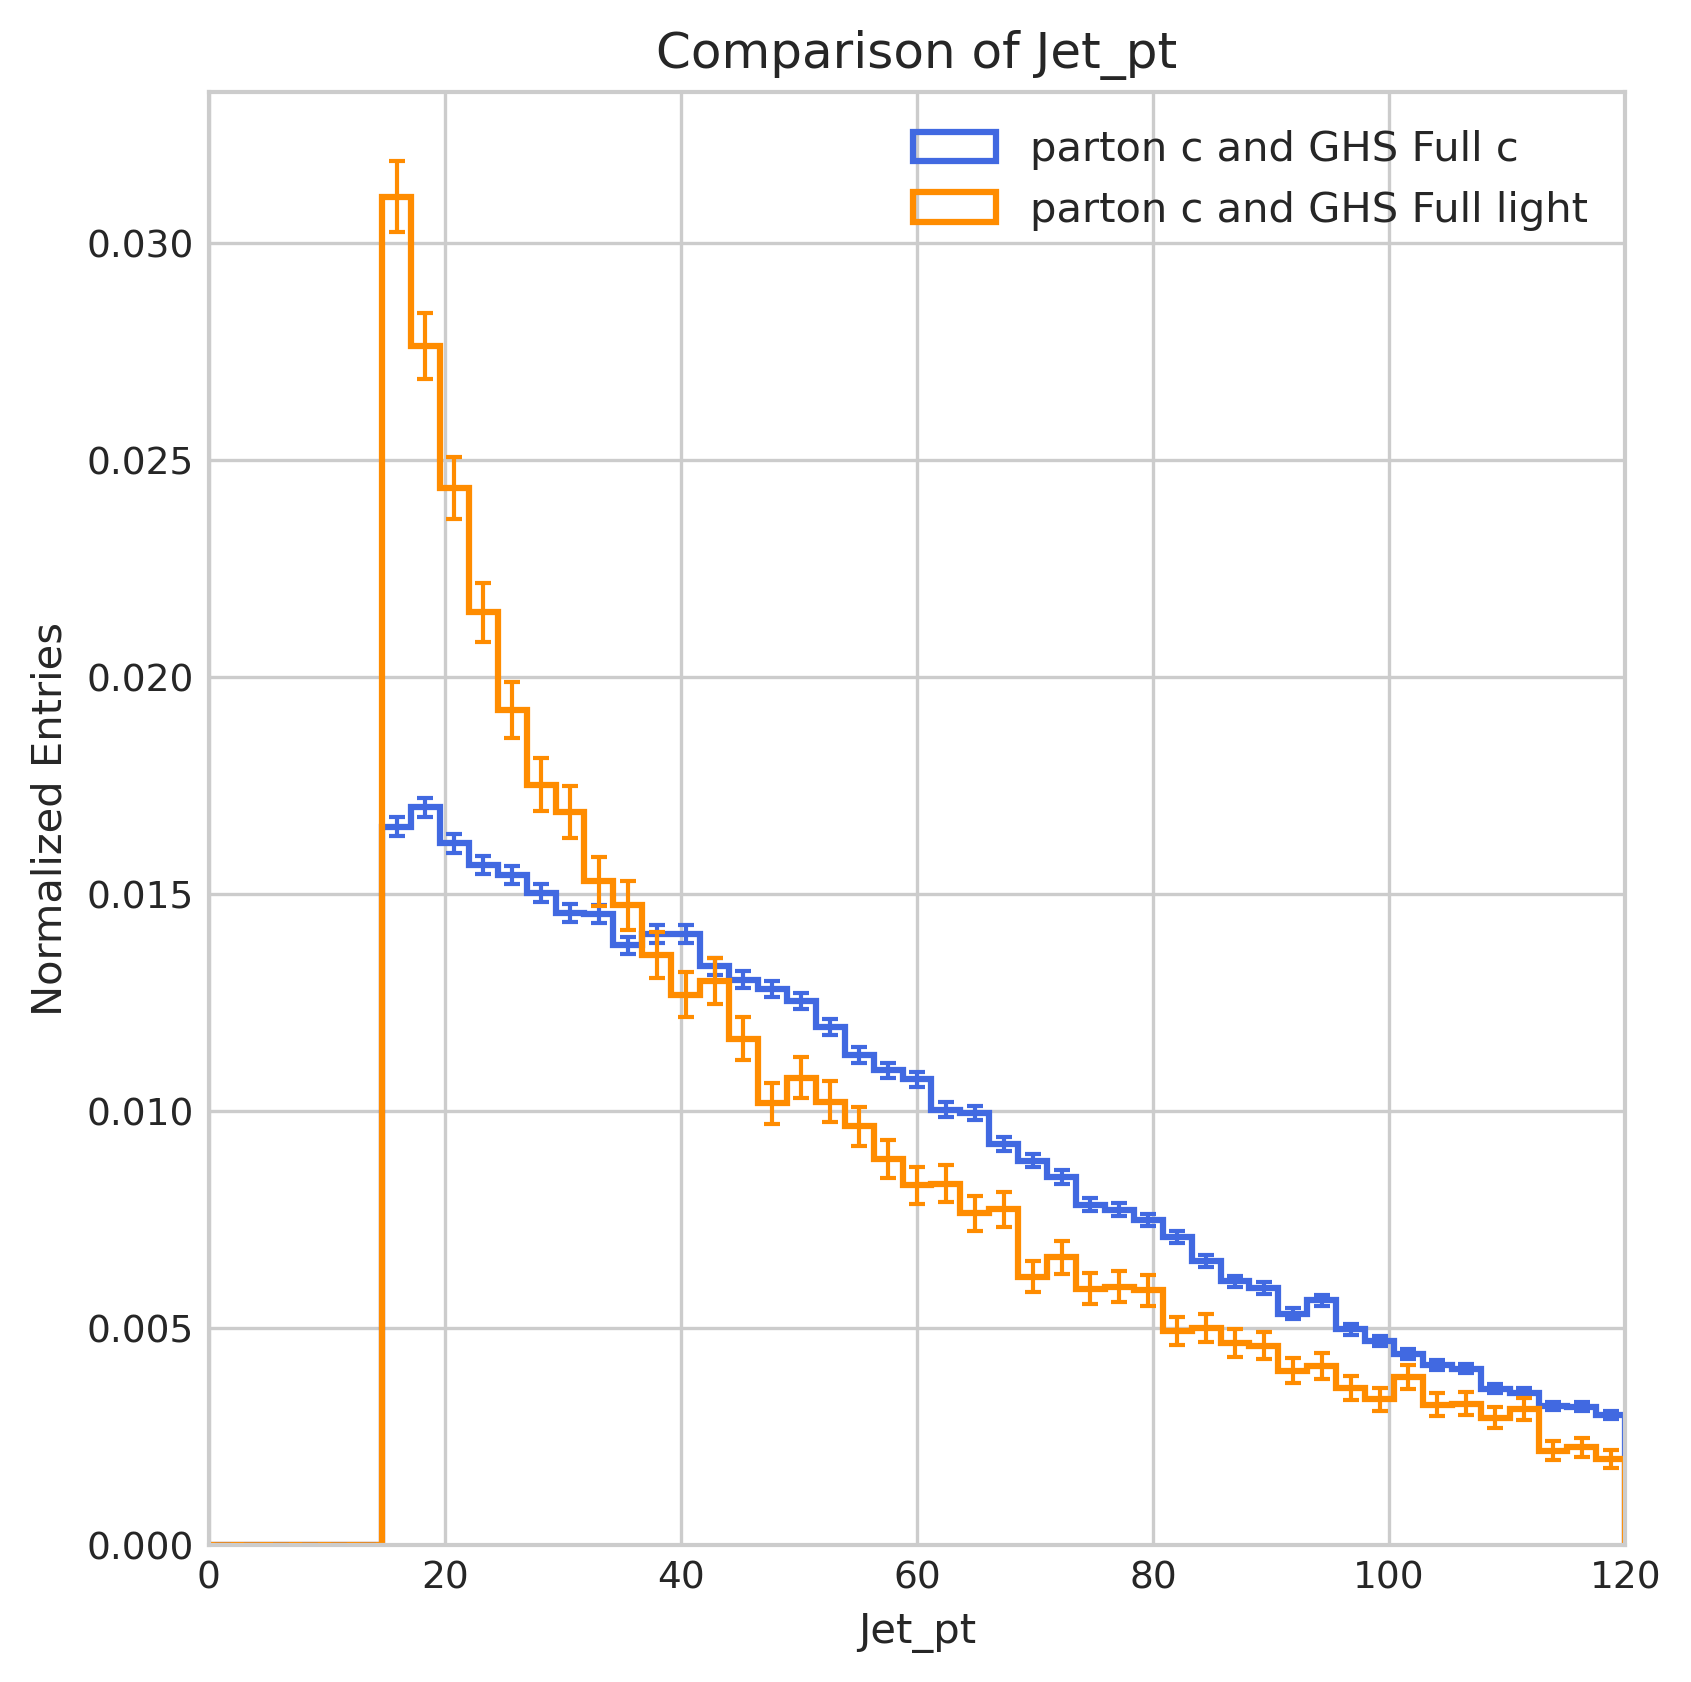 Comparison of Jet_pt
parton c and GHS Full c
parton c and GHS Full light
Normalized Entries
0.030
0.025
0.020
0.015
0.010
0.005
0.000
0 20 40 60 80 100 120
Jet_pt